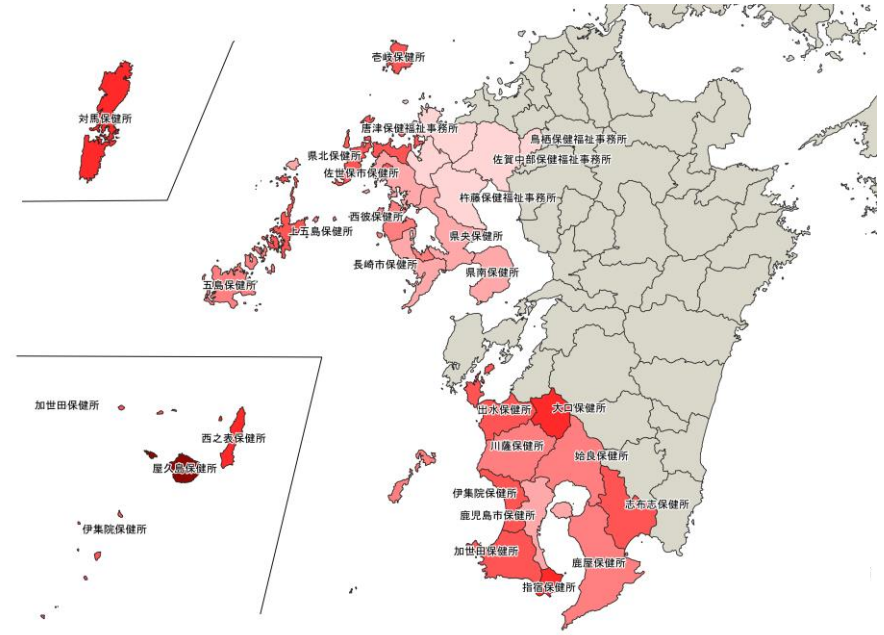 壱岐保健所
対馬保健所
唐津保健福祉事務所
鳥栖保健福祉事務所
県北保健所
佐賀中部保健福祉事務所
佐世保市保健所
杵藤保健福祉事務所
西彼保健所
上五島保健所
県央保健所
長崎市保健所
県南保健所
五島保健所
加世田保健所
出水保健所
大口保健所
西之表保健所
川薩保健所
姶良保健所
屋久島保健所
伊集院保健所
志布志保健所
鹿児島市保健所
伊集院保健所
加世田保健所
鹿屋保健所
指宿保健所